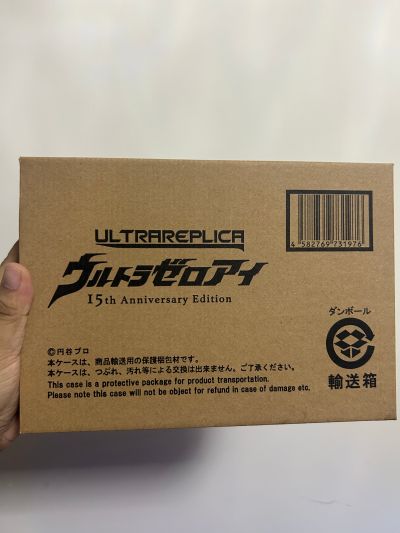 ULTRAREPLICA
ウルトラゼロアイ
15th Anniversary Edition
4 582769 731976
ダンボール
輸送箱
©円谷プロ
本ケースは、商品輸送用の保護梱包材です。
本ケースは、つぶれ、汚れ等による交換は出来ません。ご了承ください。
This case is a protective package for product transportation.
Please note this case will not be object for refund in case of damage etc.